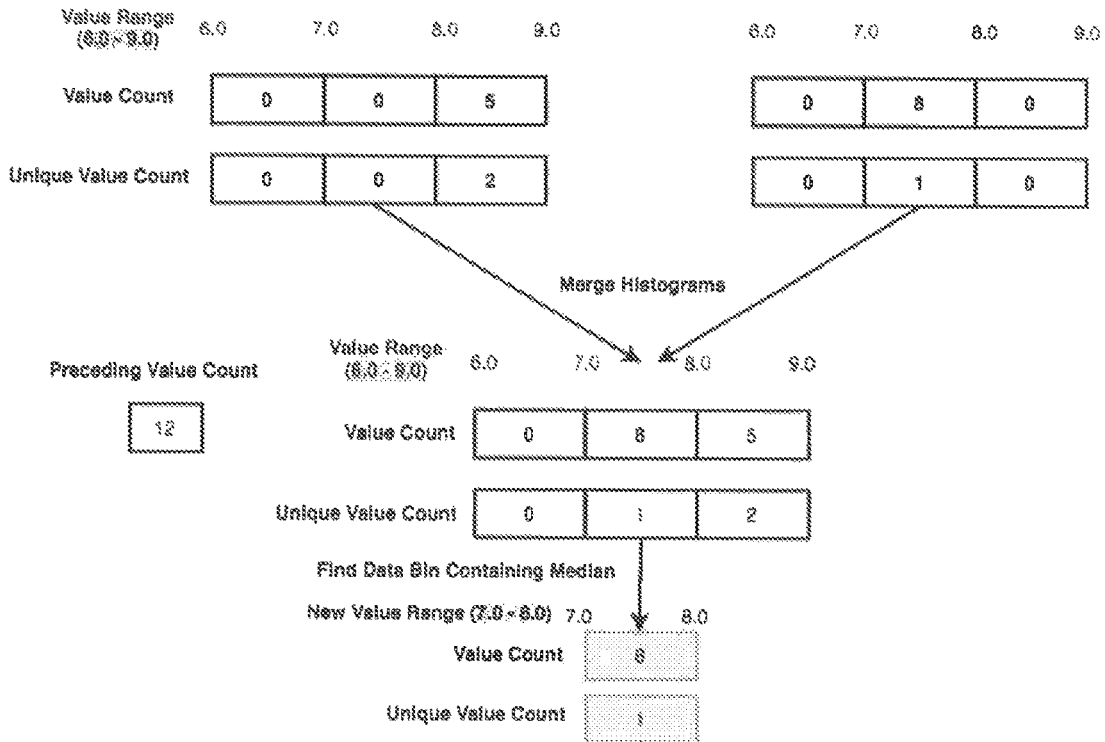 Value Range
(6.0 - 9.0)
6.0 7.0 8.0 9.0
6.0 7.0 8.0 9.0
Value Count
0 0 5
0 8 0
Unique Value Count
0 0 2
0 1 0
Merge Histograms
Preceding Value Count
12
Value Range
(6.0 - 9.0)
6.0 7.0 8.0 9.0
Value Count
0 8 5
Unique Value Count
0 1 2
Find Data Bin Containing Median
New Value Range (7.0 - 8.0)
7.0 8.0
Value Count
8
Unique Value Count
1